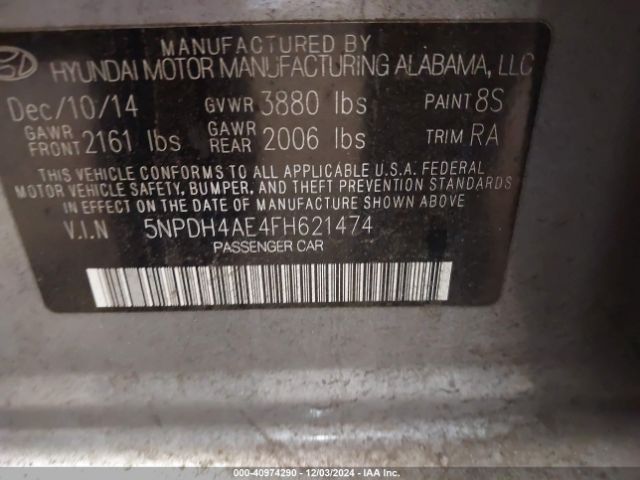 MANUFACTURED BY
HYUNDAI MOTOR MANUFACTURING ALABAMA, LLC
Dec/10/14 GVWR 3880 lbs PAINT 8S
GAWR FRONT 2161 lbs GAWR REAR 2006 lbs TRIM RA
THIS VEHICLE CONFORMS TO ALL APPLICABLE U.S.A. FEDERAL
MOTOR VEHICLE SAFETY, BUMPER, AND THEFT PREVENTION STANDARDS
IN EFFECT ON THE DATE OF MANUFACTURE SHOWN ABOVE
V.I.N 5NPDH4AE4FH621474
PASSENGER CAR
000-40974290 - 12/03/2024 - IAA Inc.